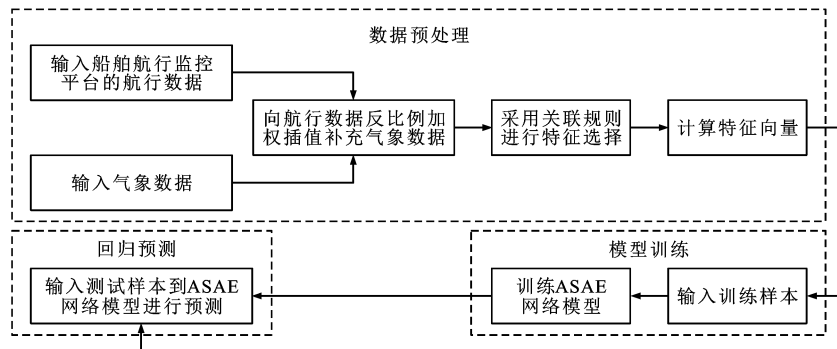 数据预处理
输入船舶航行监控
平台的航行数据
向航行数据反比例加
权插值补充气象数据
采用关联规则
进行特征选择
计算特征向量
输入气象数据
回归预测
输入测试样本到ASAE
网络模型进行预测
模型训练
训练ASAE
网络模型
输入训练样本